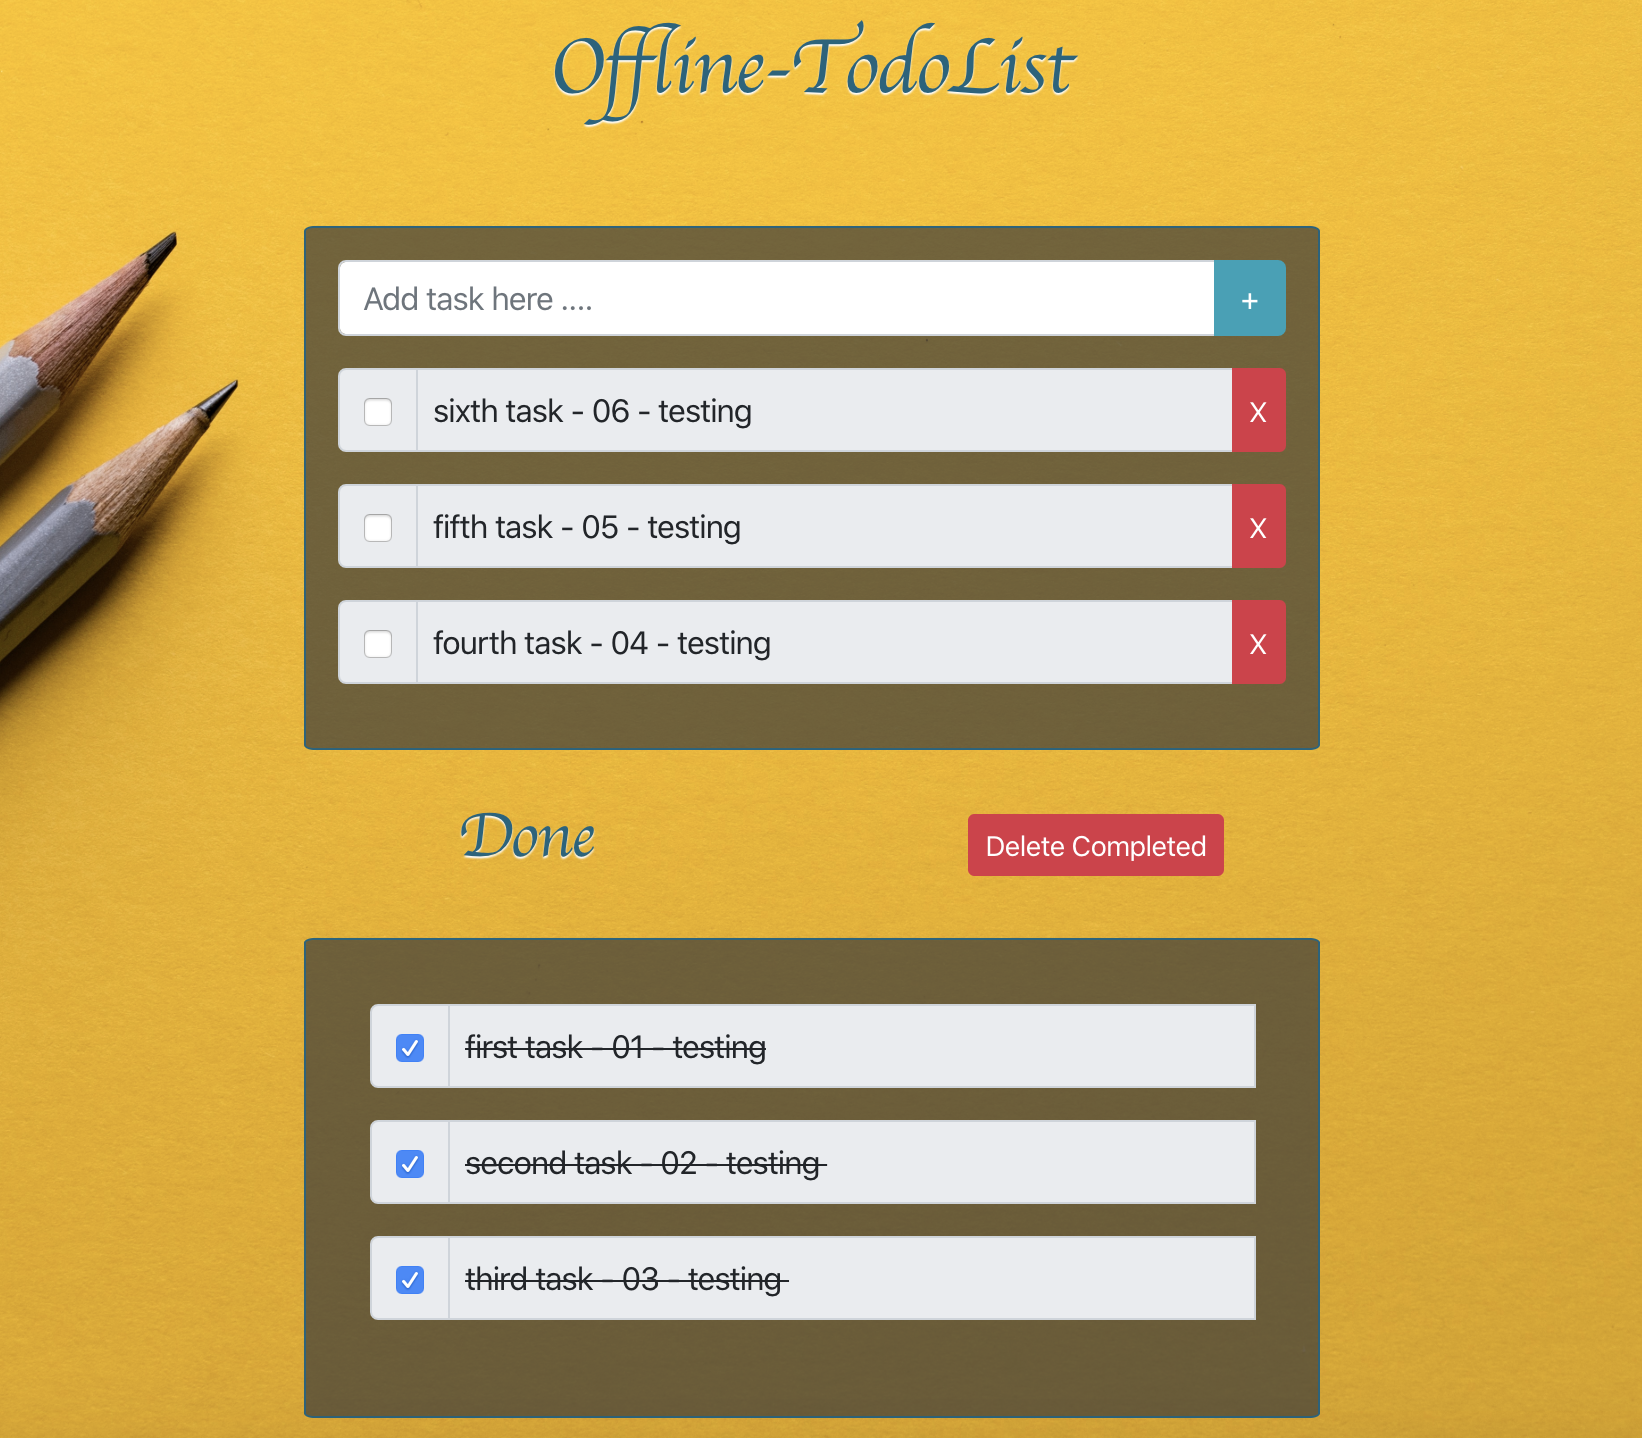 Offline-TodoList
Add task here ....
+
sixth task - 06 - testing
X
fifth task - 05 - testing
X
fourth task - 04 - testing
X
Done
Delete Completed
first task - 01 - testing
second task - 02 - testing
third task - 03 - testing